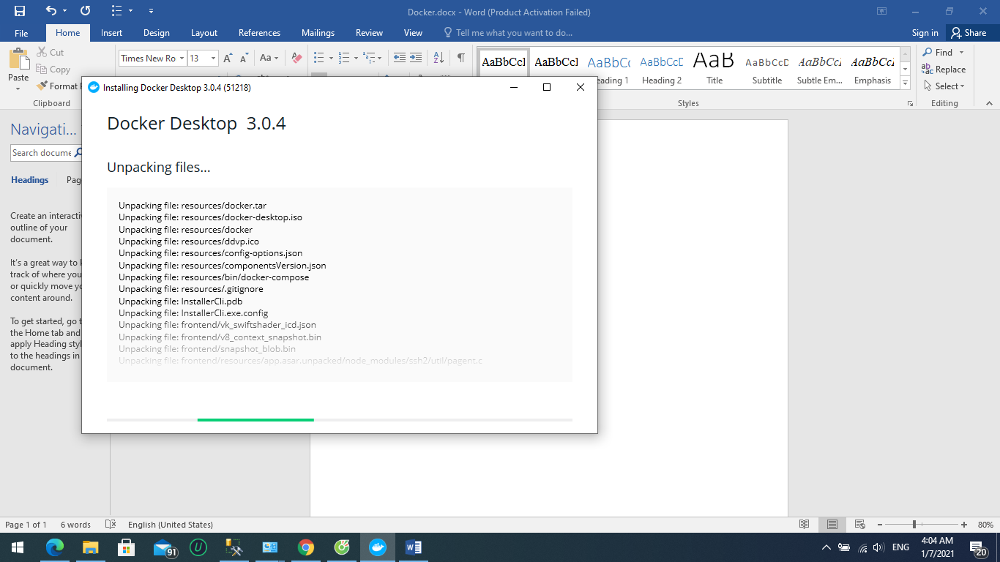 Docker.docx - Word (Product Activation Failed)
File Home Insert Design Layout References Mailings Review View Tell me what you want to do... Sign in Share
Paste
Cut
Copy
Format
Clipboard
Times New Ro 13
AaBbCcI AaBbCcI AaBbCc AaBbCcD AaB AaBbCcD AaBbCcI AaBbCcI
eading 1 Heading 2 Title Subtitle Subtle Em... Emphasis
Styles
Find
Replace
Select
Editing
Navigati...
Search docume
Headings Pag
Create an interacti
outline of your
document.
It's a great way to
track of where you
or quickly move yo
content around.
To get started, go t
the Home tab and
apply Heading styl
to the headings in
document.
Installing Docker Desktop 3.0.4 (51218)
Docker Desktop 3.0.4
Unpacking files...
Unpacking file: resources/docker.tar
Unpacking file: resources/docker-desktop.iso
Unpacking file: resources/docker
Unpacking file: resources/ddvp.ico
Unpacking file: resources/config-options.json
Unpacking file: resources/componentsVersion.json
Unpacking file: resources/bin/docker-compose
Unpacking file: resources/.gitignore
Unpacking file: InstallerCli.pdb
Unpacking file: InstallerCli.exe.config
Unpacking file: frontend/vk_swiftshader_icd.json
Unpacking file: frontend/v8_context_snapshot.bin
Unpacking file: frontend/snapshot_blob.bin
Unpacking file: frontend/resources/app.asar.unpacked/node_modules/ssh2/util/pagent.c
Page 1 of 1 6 words English (United States) 80%
91
ENG
4:04 AM
1/7/2021
20